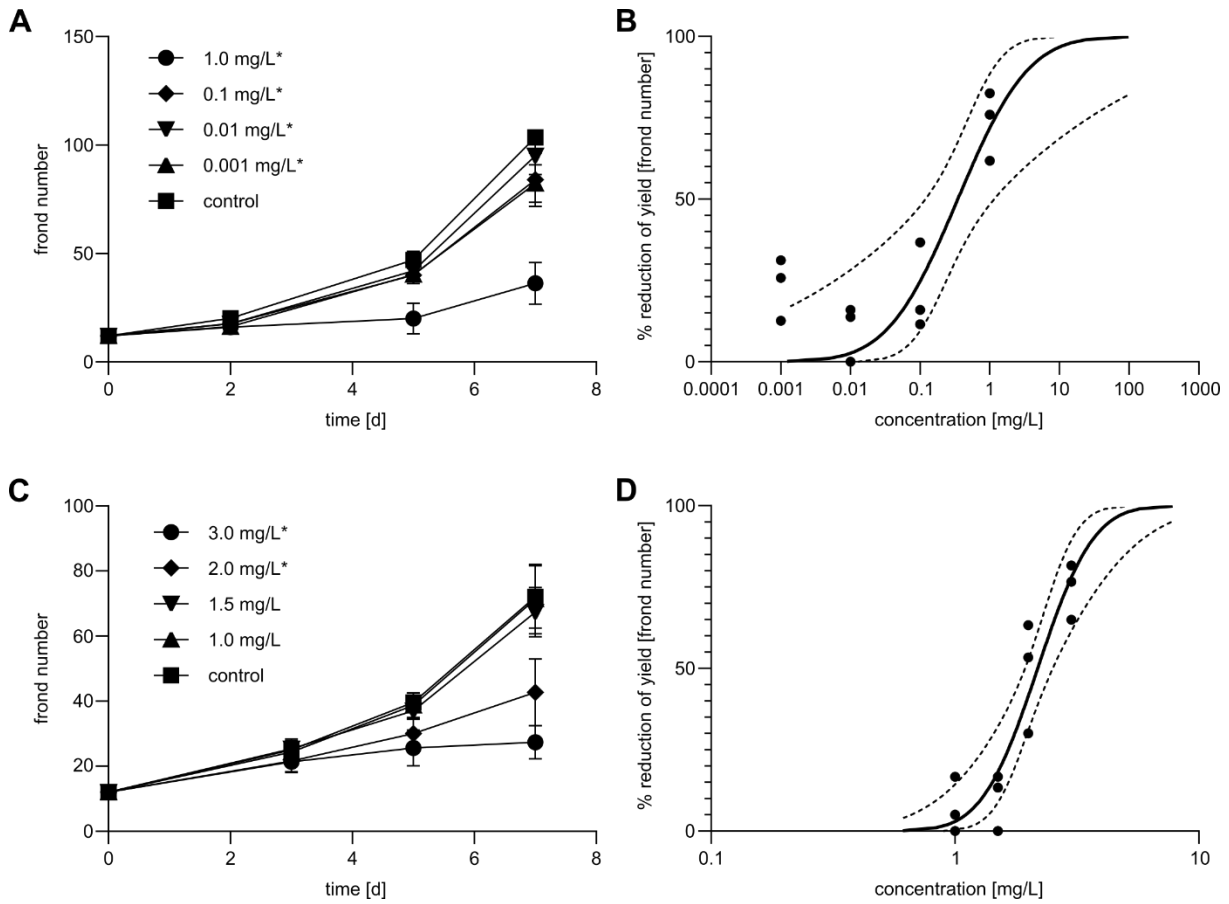 A
frond number
150
100
50
0
1.0 mg/L*
0.1 mg/L*
0.01 mg/L*
0.001 mg/L*
control
0 2 4 6 8
time [d]
B
% reduction of yield [frond number]
100
50
0
0.0001 0.001 0.01 0.1 1 10 100 1000
concentration [mg/L]
C
frond number
100
80
60
40
20
0
3.0 mg/L*
2.0 mg/L*
1.5 mg/L
1.0 mg/L
control
0 2 4 6 8
time [d]
D
% reduction of yield [frond number]
100
50
0
0.1 1 10
concentration [mg/L]